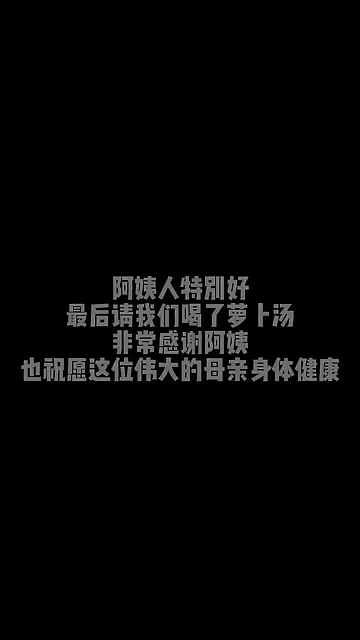 阿姨人特别好
最后请我们喝了萝卜汤
非常感谢阿姨
也祝愿这位伟大的母亲身体健康